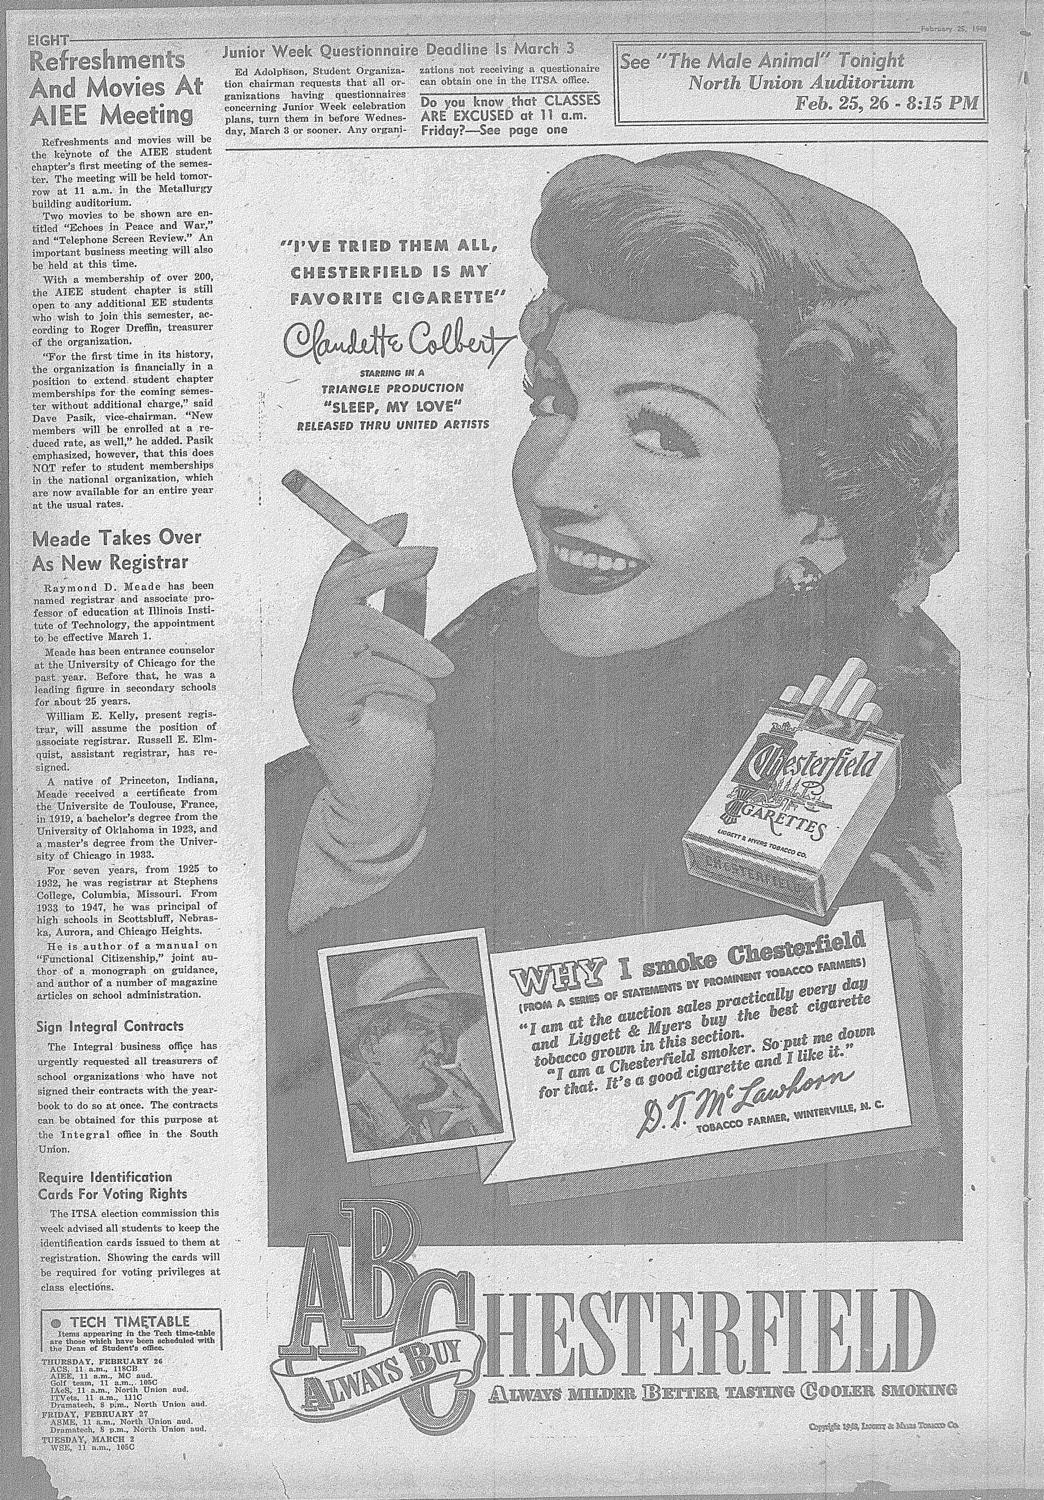 EIGHT
February 25, 1948
Refreshments
And Movies At
AIEE Meeting
Refreshments and movies will be
the keynote of the AIEE student
chapter's first meeting of the semes-
ter. The meeting will be held tomor-
row at 11 a.m. in the Metallurgy
building auditorium.
Two movies to be shown are en-
titled "Echoes in Peace and War,"
and "Telephone Screen Review." An
important business meeting will also
be held at this time.
With a membership of over 200,
the AIEE student chapter is still
open to any additional EE students
who wish to join this semester, ac-
cording to Roger Dreffin, treasurer
of the organization.
"For the first time in its history,
the organization is financially in a
position to extend student chapter
memberships for the coming semes-
ter without additional charge," said
Dave Pasik, vice-chairman. "New
members will be enrolled at a re-
duced rate, as well," he added. Pasik
emphasized, however, that this does
NOT refer to student memberships
in the national organization, which
are now available for an entire year
at the usual rates.
Meade Takes Over
As New Registrar
Raymond D. Meade has been
named registrar and associate pro-
fessor of education at Illinois Insti-
tute of Technology, the appointment
to be effective March 1.
Meade has been entrance counselor
at the University of Chicago for the
past year. Before that, he was a
leading figure in secondary schools
for about 25 years.
William E. Kelly, present regis-
trar, will assume the position of
associate registrar. Russell E. Elm-
quist, assistant registrar, has re-
signed.
A native of Princeton, Indiana,
Meade received a certificate from
the Universite de Toulouse, France,
in 1919, a bachelor's degree from the
University of Oklahoma in 1923, and
a master's degree from the Univer-
sity of Chicago in 1933.
For seven years, from 1925 to
1932, he was registrar at Stephens
College, Columbia, Missouri. From
1933 to 1947, he was principal of
high schools in Scottsbluff, Nebras-
ka, Aurora, and Chicago Heights.
He is author of a manual on
"Functional Citizenship," joint au-
thor of a monograph on guidance,
and author of a number of magazine
articles on school administration.
Sign Integral Contracts
The Integral business office has
urgently requested all treasurers of
school organizations who have not
signed their contracts with the year-
book to do so at once. The contracts
can be obtained for this purpose at
the Integral office in the South
Union.
Require Identification
Cards For Voting Rights
The ITSA election commission this
week advised all students to keep the
identification cards issued to them at
registration. Showing the cards will
be required for voting privileges at
class elections.
TECH TIMETABLE
Items appearing in the Tech time-table
are those which have been scheduled with
the Dean of Student's office.
THURSDAY, FEBRUARY 26
ACS, 11 a.m., 118CB
AIEE, 11 a.m., MC aud.
Golf team, 11 a.m., 105C
IAeS, 11 a.m., North Union aud.
ITVets, 11 a.m., 111C
Dramatech, 8 p.m., North Union aud.
FRIDAY, FEBRUARY 27
ASME, 11 a.m., North Union aud.
Dramatech, 8 p.m., North Union aud.
TUESDAY, MARCH 2
WSE, 11 a.m., 105C
Junior Week Questionnaire Deadline Is March 3
Ed Adolphson, Student Organiza-
tion chairman requests that all or-
ganizations having questionnaires
concerning Junior Week celebration
plans, turn them in before Wednes-
day, March 3 or sooner. Any organi-
zations not receiving a questionaire
can obtain one in the ITSA office.
Do you know that CLASSES
ARE EXCUSED at 11 a.m.
Friday?—See page one
See "The Male Animal" Tonight
North Union Auditorium
Feb. 25, 26 - 8:15 PM
"I'VE TRIED THEM ALL,
CHESTERFIELD IS MY
FAVORITE CIGARETTE"
Claudette Colbert
STARRING IN A
TRIANGLE PRODUCTION
"SLEEP, MY LOVE"
RELEASED THRU UNITED ARTISTS
Chesterfield
CIGARETTES
LIGGETT & MYERS TOBACCO CO.
CHESTERFIELD
WHY I smoke Chesterfield
(FROM A SERIES OF STATEMENTS BY PROMINENT TOBACCO FARMERS)
"I am at the auction sales practically every day
and Liggett & Myers buy the best cigarette
tobacco grown in this section.
"I am a Chesterfield smoker. So put me down
for that. It's a good cigarette and I like it."
D. T. McLawhorn
TOBACCO FARMER, WINTERVILLE, N. C.
ABCHESTERFIELD
ALWAYS BUY
ALWAYS MILDER BETTER TASTING COOLER SMOKING
Copyright 1948, LIGGETT & MYERS TOBACCO CO.